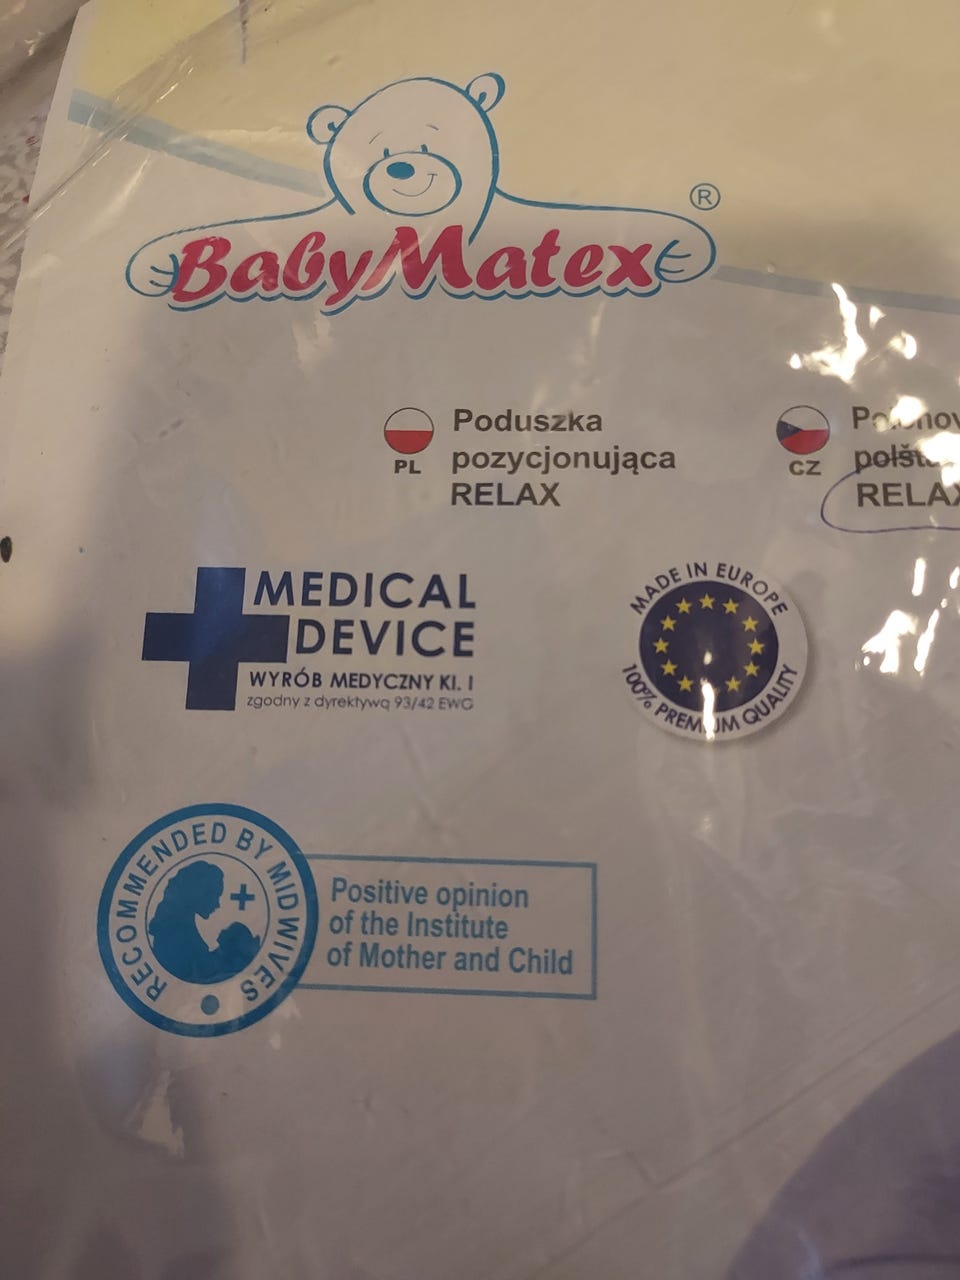 BabyMatex®
Poduszka
pozycjonująca
RELAX
PL
CZ
RELAX
MEDICAL
DEVICE
WYRÓB MEDYCZNY Kl. I
zgodny z dyrektywą 93/42 EWG
MADE IN EUROPE
100% PREMIUM QUALITY
RECOMMENDED BY MIDWIVES
Positive opinion
of the Institute
of Mother and Child